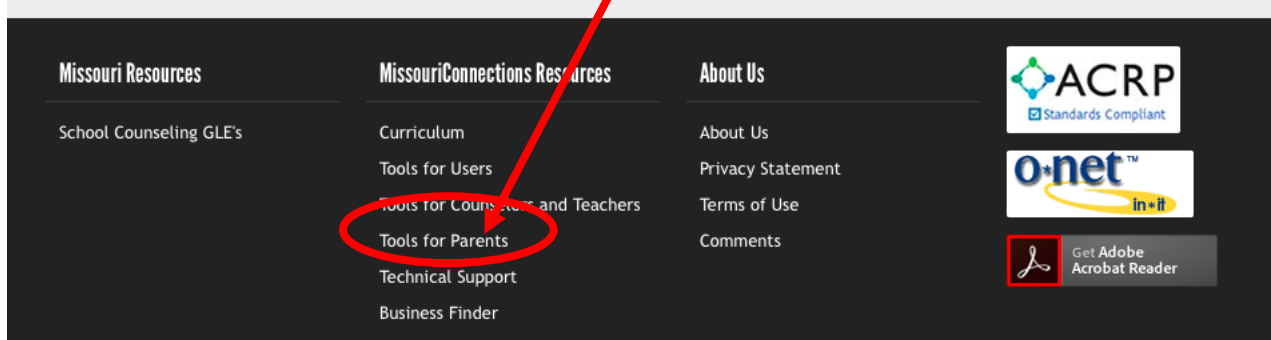 Missouri Resources
School Counseling GLE's
MissouriConnections Resources
Curriculum
Tools for Users
Tools for Counselors and Teachers
Tools for Parents
Technical Support
Business Finder
About Us
About Us
Privacy Statement
Terms of Use
Comments
ACRP
Standards Compliant
o*net™
in*it
Get Adobe
Acrobat Reader